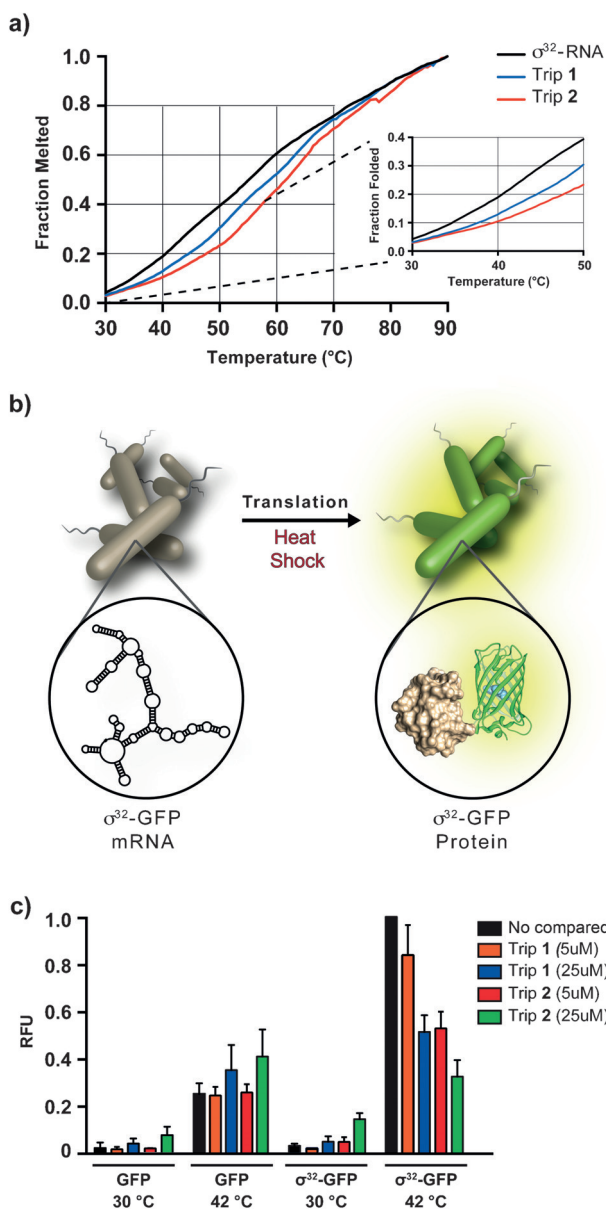 a)
σ³²-RNA
Trip 1
Trip 2
Fraction Melted
1.0
0.8
0.6
0.4
0.2
0.0
30 40 50 60 70 80 90
Temperature (°C)
Fraction Folded
0.4
0.3
0.2
0.1
0.0
30 40 50
Temperature (°C)
b)
Translation
Heat
Shock
σ³²-GFP
mRNA
σ³²-GFP
Protein
c)
RFU
1.0
0.8
0.6
0.4
0.2
0
No compared
Trip 1 (5uM)
Trip 1 (25uM)
Trip 2 (5uM)
Trip 2 (25uM)
GFP
30 °C
GFP
42 °C
σ³²-GFP
30 °C
σ³²-GFP
42 °C